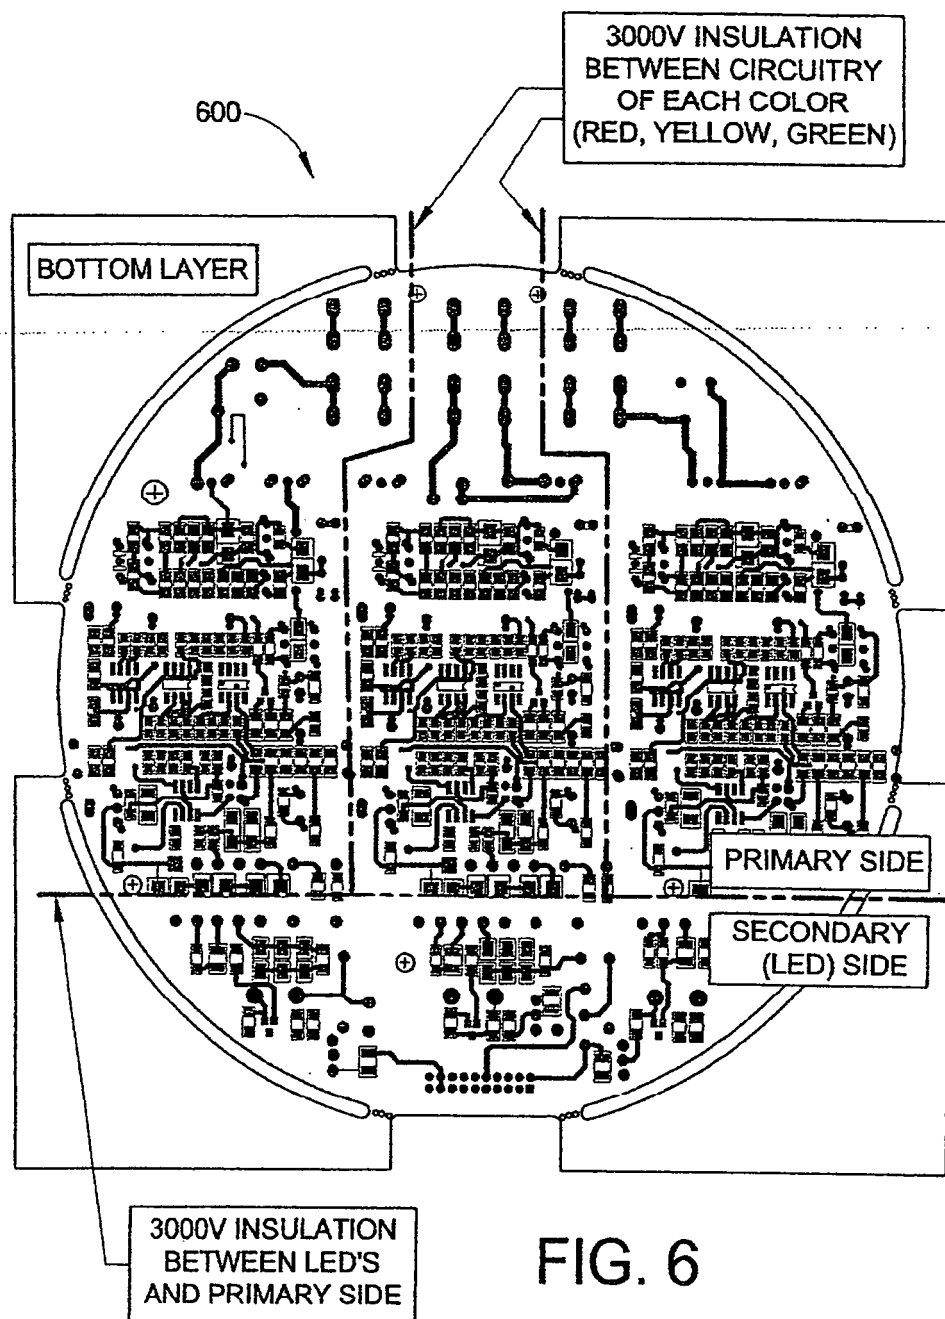 3000V INSULATION
BETWEEN CIRCUITRY
OF EACH COLOR
(RED, YELLOW, GREEN)
600
BOTTOM LAYER
PRIMARY SIDE
SECONDARY
(LED) SIDE
3000V INSULATION
BETWEEN LED'S
AND PRIMARY SIDE
FIG. 6